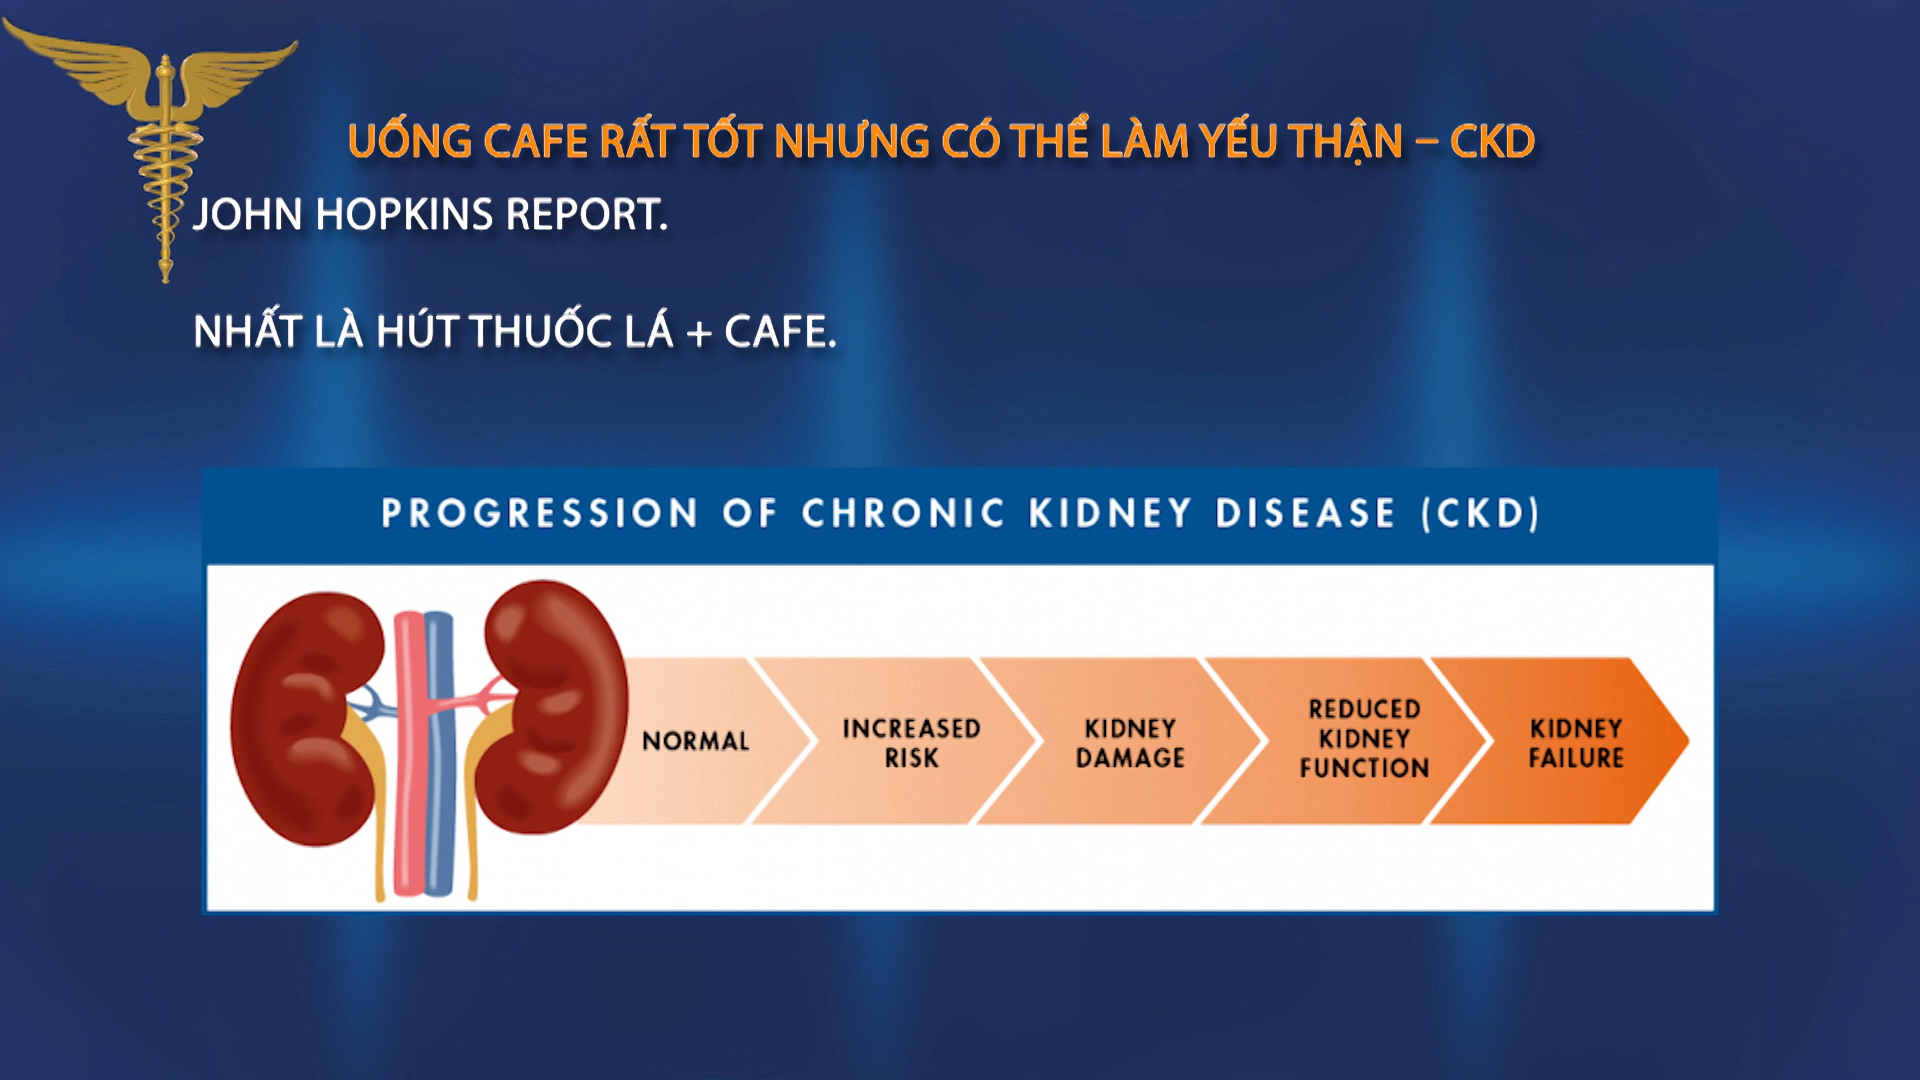 UỐNG CAFE RẤT TỐT NHƯNG CÓ THỂ LÀM YẾU THẬN – CKD
JOHN HOPKINS REPORT.
NHẤT LÀ HÚT THUỐC LÁ + CAFE.
PROGRESSION OF CHRONIC KIDNEY DISEASE (CKD)
NORMAL
INCREASED
RISK
KIDNEY
DAMAGE
REDUCED
KIDNEY
FUNCTION
KIDNEY
FAILURE